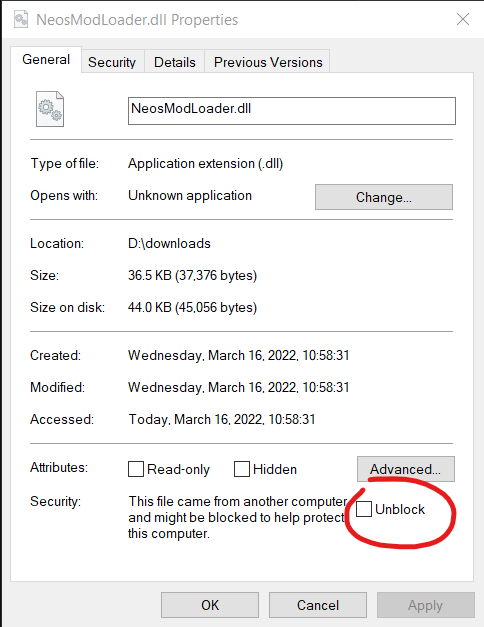 NeosModLoader.dll Properties
General Security Details Previous Versions
NeosModLoader.dll
Type of file: Application extension (.dll)
Opens with: Unknown application Change...
Location: D:\downloads
Size: 36.5 KB (37,376 bytes)
Size on disk: 44.0 KB (45,056 bytes)
Created: Wednesday, March 16, 2022, 10:58:31
Modified: Wednesday, March 16, 2022, 10:58:31
Accessed: Today, March 16, 2022, 10:58:31
Attributes: Read-only Hidden Advanced...
Security: This file came from another computer Unblock
and might be blocked to help protect
this computer.
OK Cancel Apply